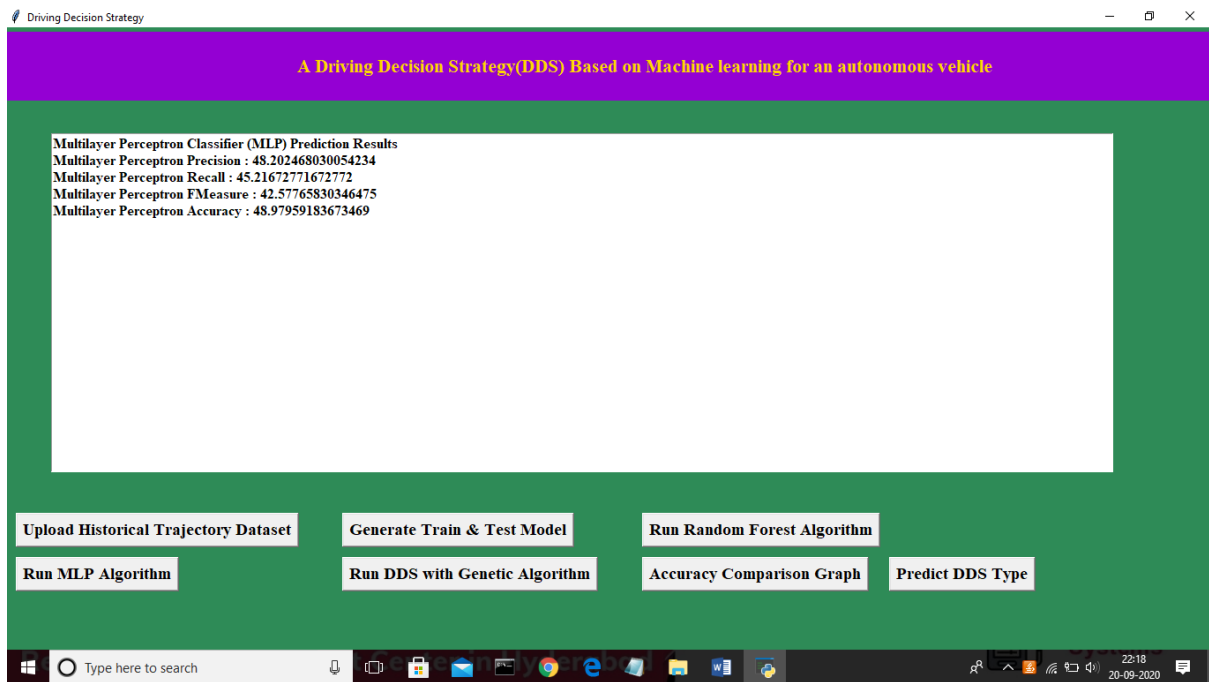 Driving Decision Strategy
A Driving Decision Strategy(DDS) Based on Machine learning for an autonomous vehicle
Multilayer Perceptron Classifier (MLP) Prediction Results
Multilayer Perceptron Precision : 48.202468030054234
Multilayer Perceptron Recall : 45.21672771672772
Multilayer Perceptron FMeasure : 42.57765830346475
Multilayer Perceptron Accuracy : 48.97959183673469
Upload Historical Trajectory Dataset
Generate Train & Test Model
Run Random Forest Algorithm
Run MLP Algorithm
Run DDS with Genetic Algorithm
Accuracy Comparison Graph
Predict DDS Type
Type here to search
22:18
20-09-2020